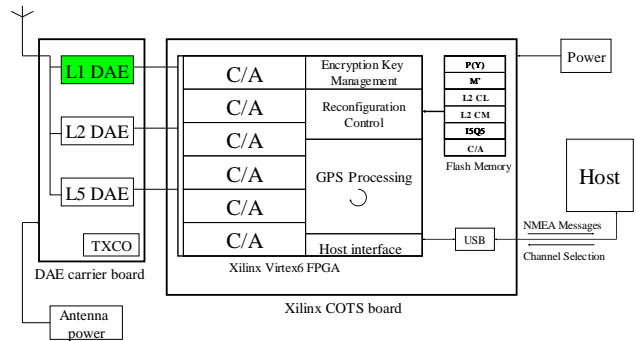 L1 DAE
L2 DAE
L5 DAE
TXCO
DAE carrier board
Antenna
power
C/A
C/A
C/A
C/A
C/A
C/A
Encryption Key
Management
Reconfiguration
Control
GPS Processing
Host interface
Xilinx Virtex6 FPGA
P(Y)
M'
L2 CL
L2 CM
I5Q5
C/A
Flash Memory
USB
Xilinx COTS board
Power
Host
NMEA Messages
Channel Selection